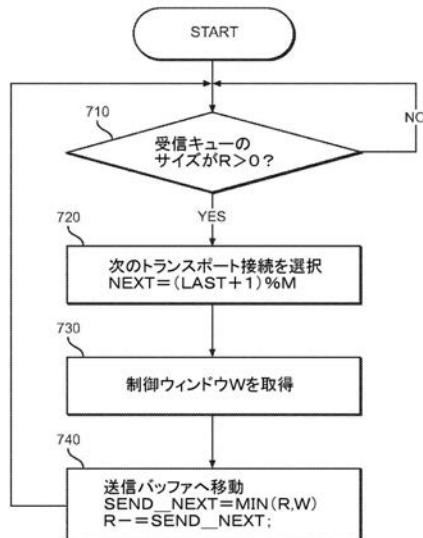 START
710
受信キューの
サイズがR>0?
NO
YES
720
次のトランスポート接続を選択
NEXT=(LAST+1)%M
730
制御ウィンドウWを取得
740
送信バッファへ移動
SEND__NEXT=MIN(R,W)
R-=SEND__NEXT;